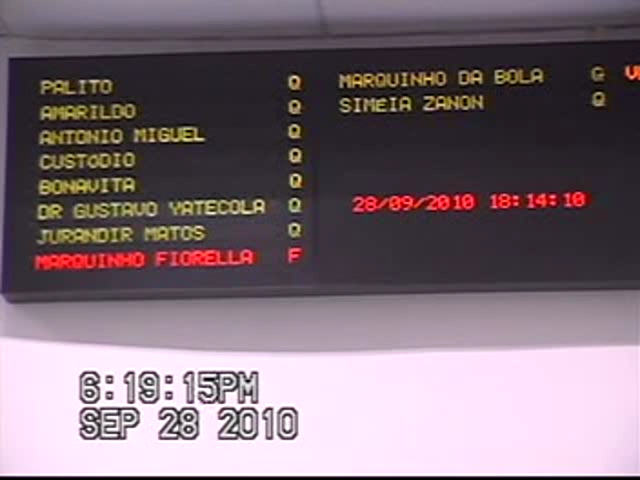 PALITO Q
AMARILDO Q
ANTONIO MIGUEL Q
CUSTODIO Q
BONAVITA Q
DR GUSTAVO YATECOLA Q
JURANDIR MATOS Q
MARQUINHO FIORELLA F
MARQUINHO DA BOLA Q
SIMEIA ZANON Q
28/09/2010 18:14:10
6:19:15PM
SEP 28 2010